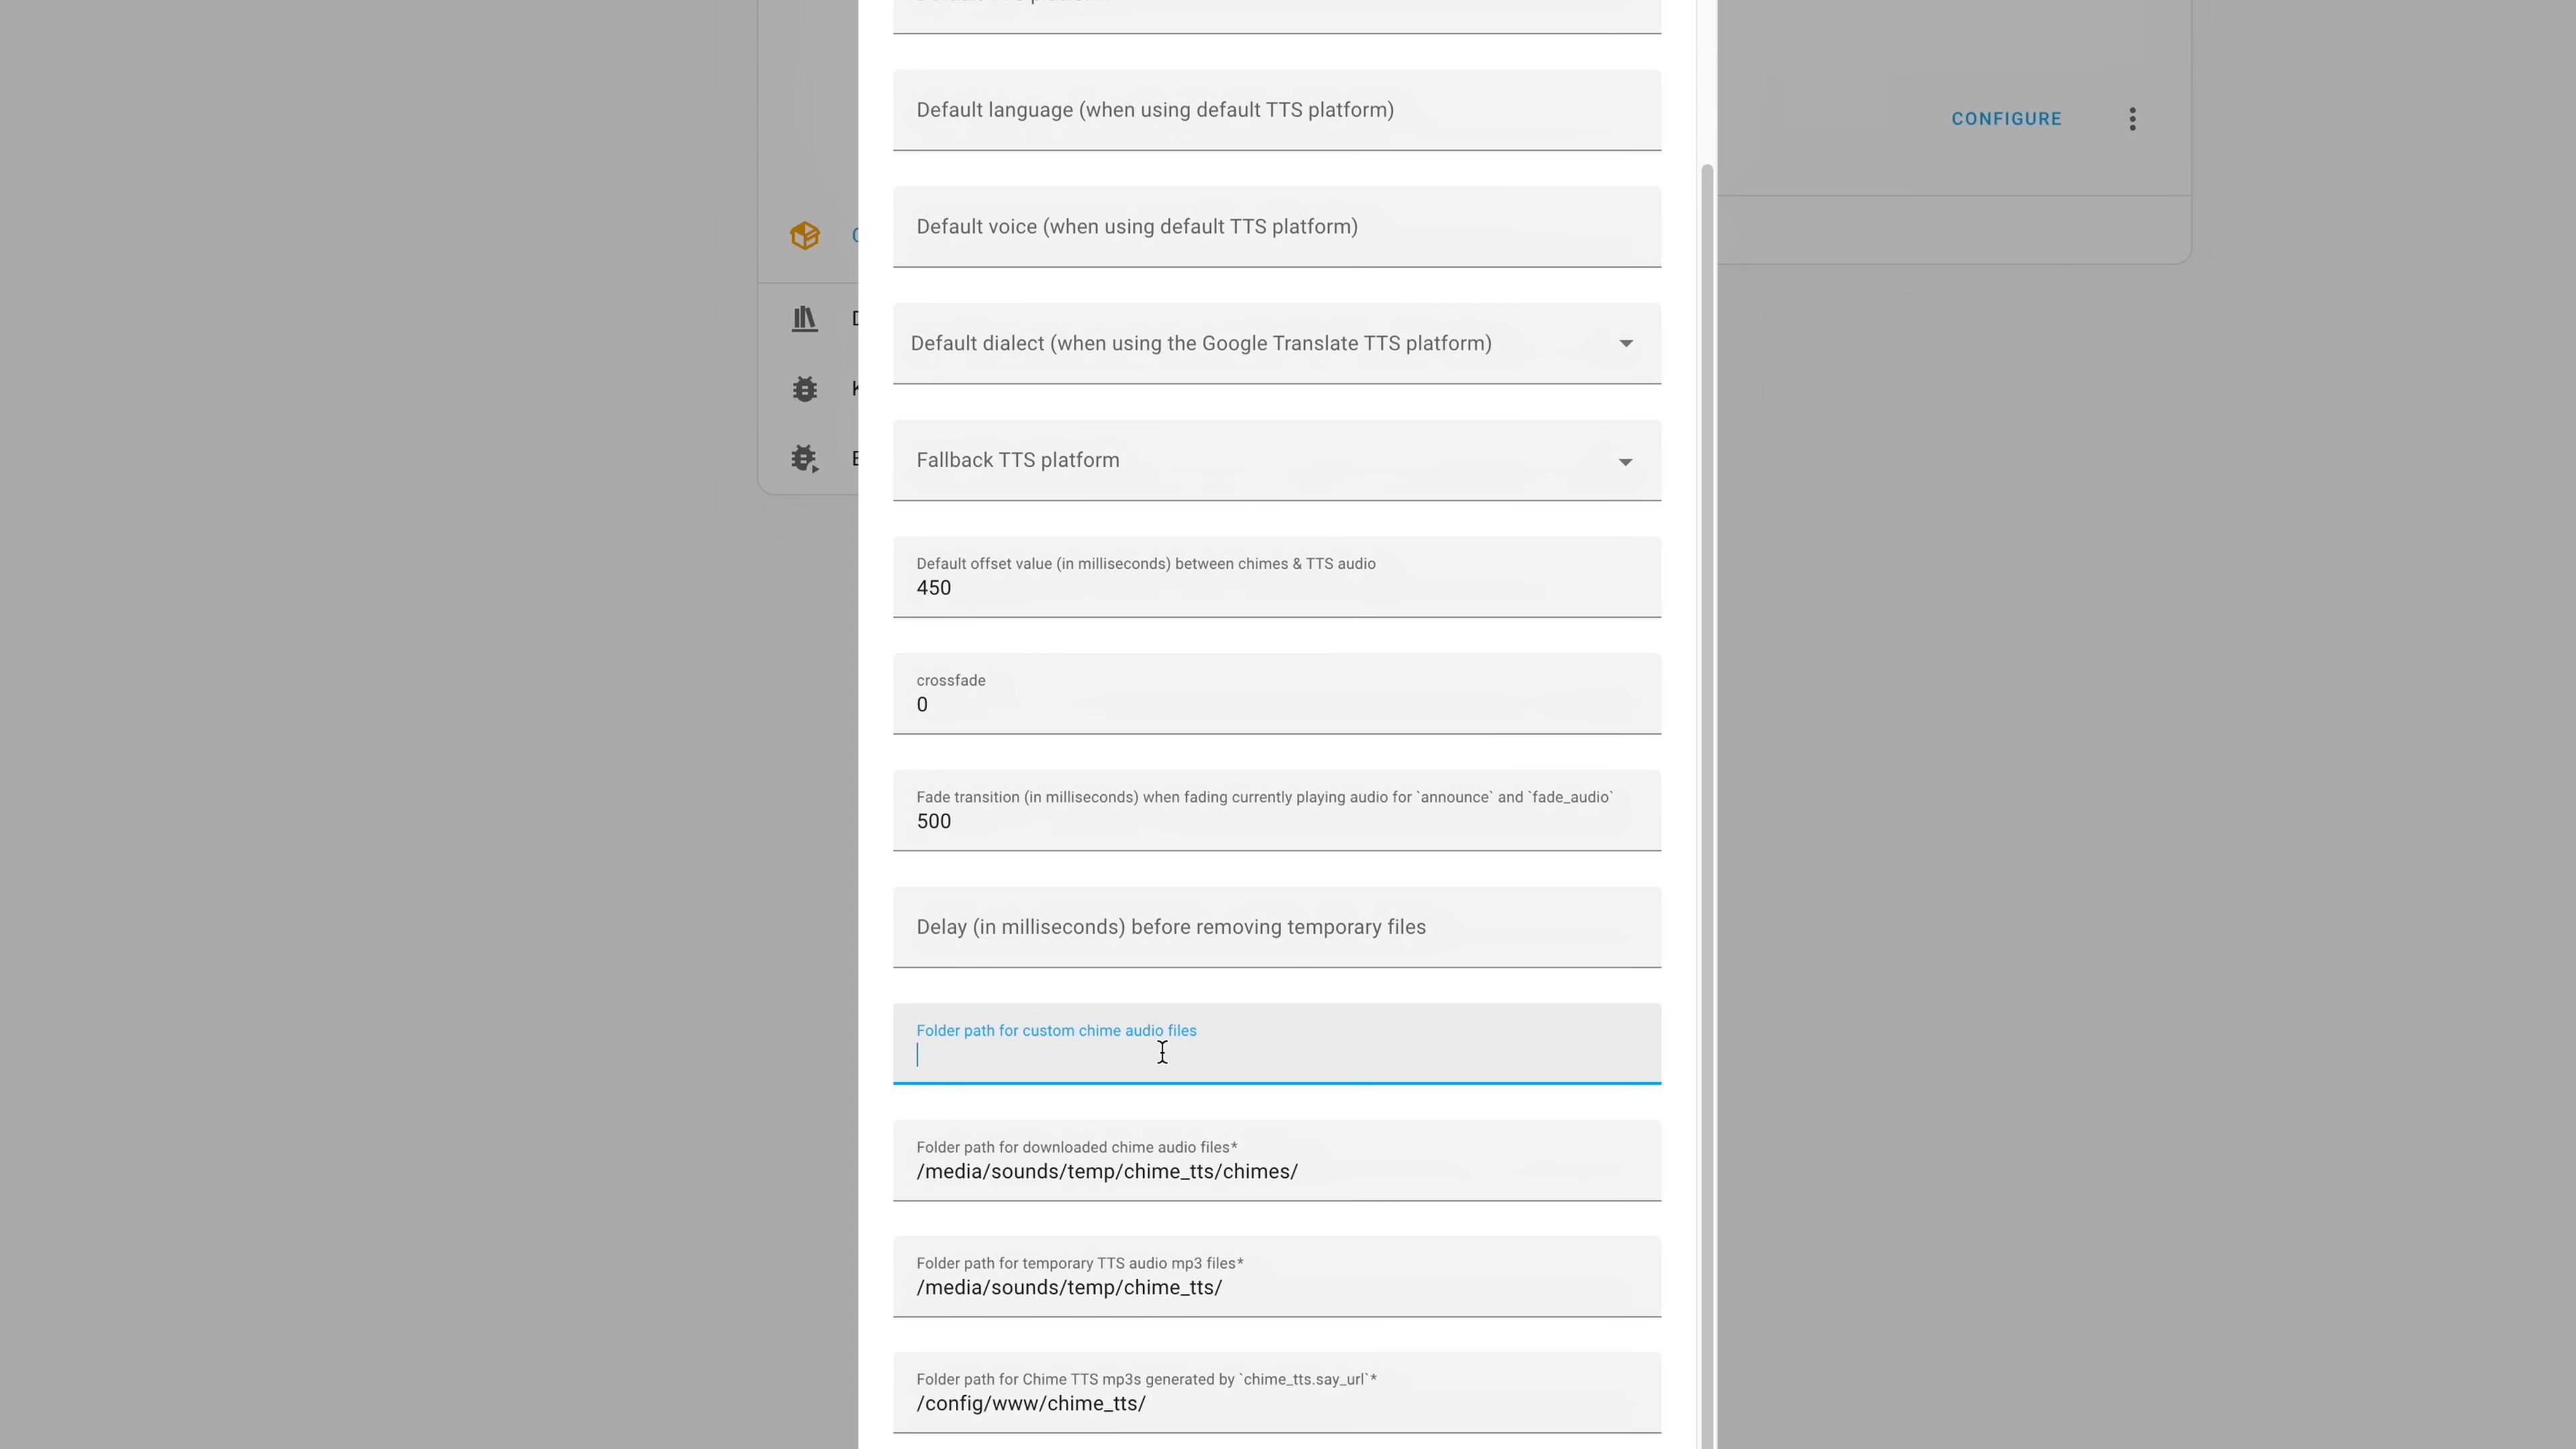 Default language (when using default TTS platform)
CONFIGURE
Default voice (when using default TTS platform)
Default dialect (when using the Google Translate TTS platform)
Fallback TTS platform
Default offset value (in milliseconds) between chimes & TTS audio
450
crossfade
0
Fade transition (in milliseconds) when fading currently playing audio for `announce` and `fade_audio`
500
Delay (in milliseconds) before removing temporary files
Folder path for custom chime audio files
Folder path for downloaded chime audio files*
/media/sounds/temp/chime_tts/chimes/
Folder path for temporary TTS audio mp3 files*
/media/sounds/temp/chime_tts/
Folder path for Chime TTS mp3s generated by `chime_tts.say_url`*
/config/www/chime_tts/